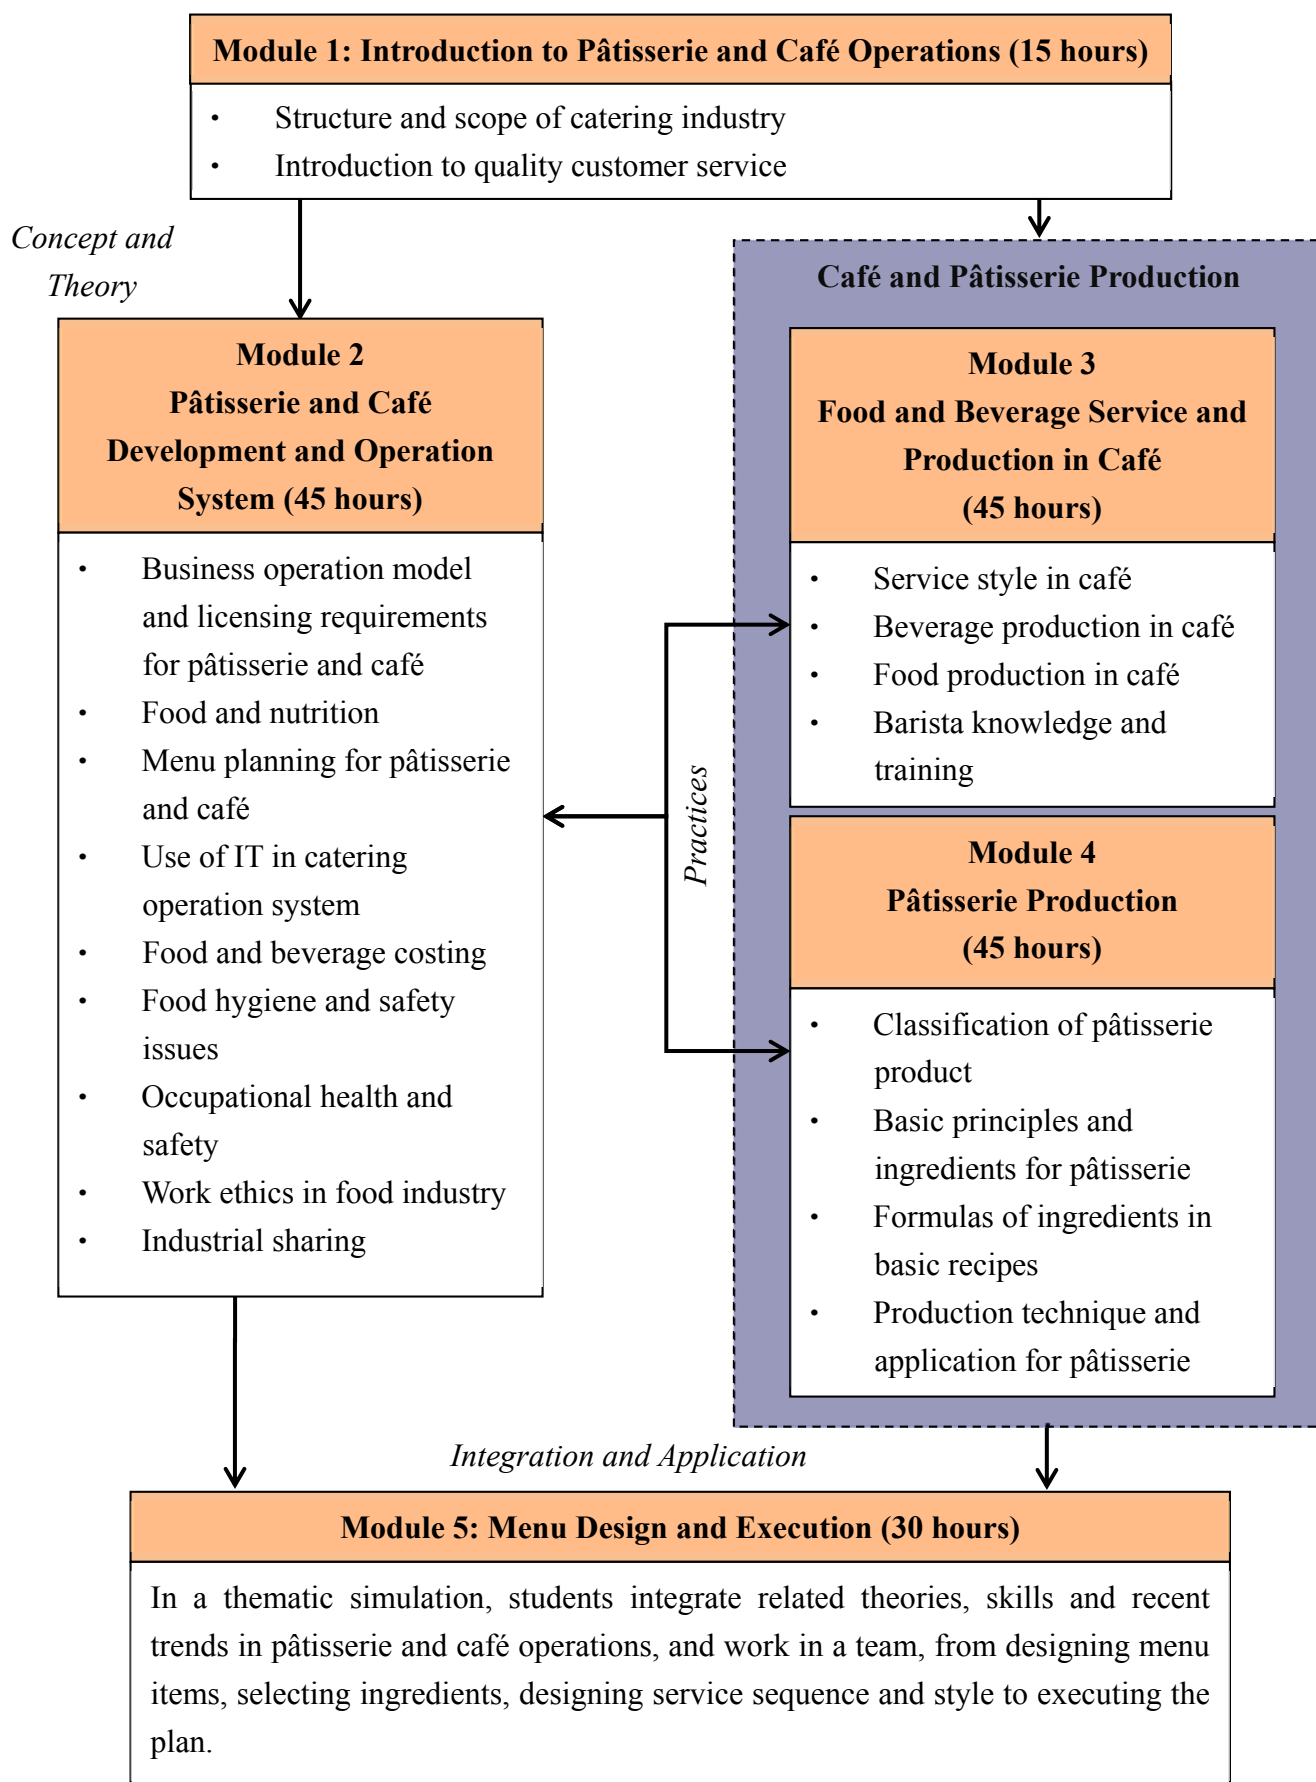 Module 1: Introduction to Pâtisserie and Café Operations (15 hours)
· Structure and scope of catering industry
· Introduction to quality customer service
Concept and
Theory
Module 2
Pâtisserie and Café
Development and Operation
System (45 hours)
· Business operation model
and licensing requirements
for pâtisserie and café
· Food and nutrition
· Menu planning for pâtisserie
and café
· Use of IT in catering
operation system
· Food and beverage costing
· Food hygiene and safety
issues
· Occupational health and
safety
· Work ethics in food industry
· Industrial sharing
Practices
Café and Pâtisserie Production
Module 3
Food and Beverage Service and
Production in Café
(45 hours)
· Service style in café
· Beverage production in café
· Food production in café
· Barista knowledge and
training
Module 4
Pâtisserie Production
(45 hours)
· Classification of pâtisserie
product
· Basic principles and
ingredients for pâtisserie
· Formulas of ingredients in
basic recipes
· Production technique and
application for pâtisserie
Integration and Application
Module 5: Menu Design and Execution (30 hours)
In a thematic simulation, students integrate related theories, skills and recent
trends in pâtisserie and café operations, and work in a team, from designing menu
items, selecting ingredients, designing service sequence and style to executing the
plan.